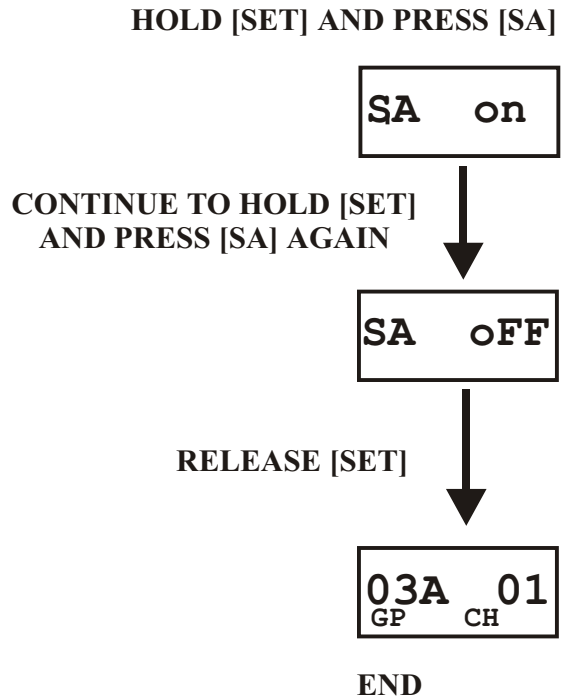 HOLD [SET] AND PRESS [SA]
SA on
CONTINUE TO HOLD [SET]
AND PRESS [SA] AGAIN
SA oFF
RELEASE [SET]
03A 01
GP CH
END